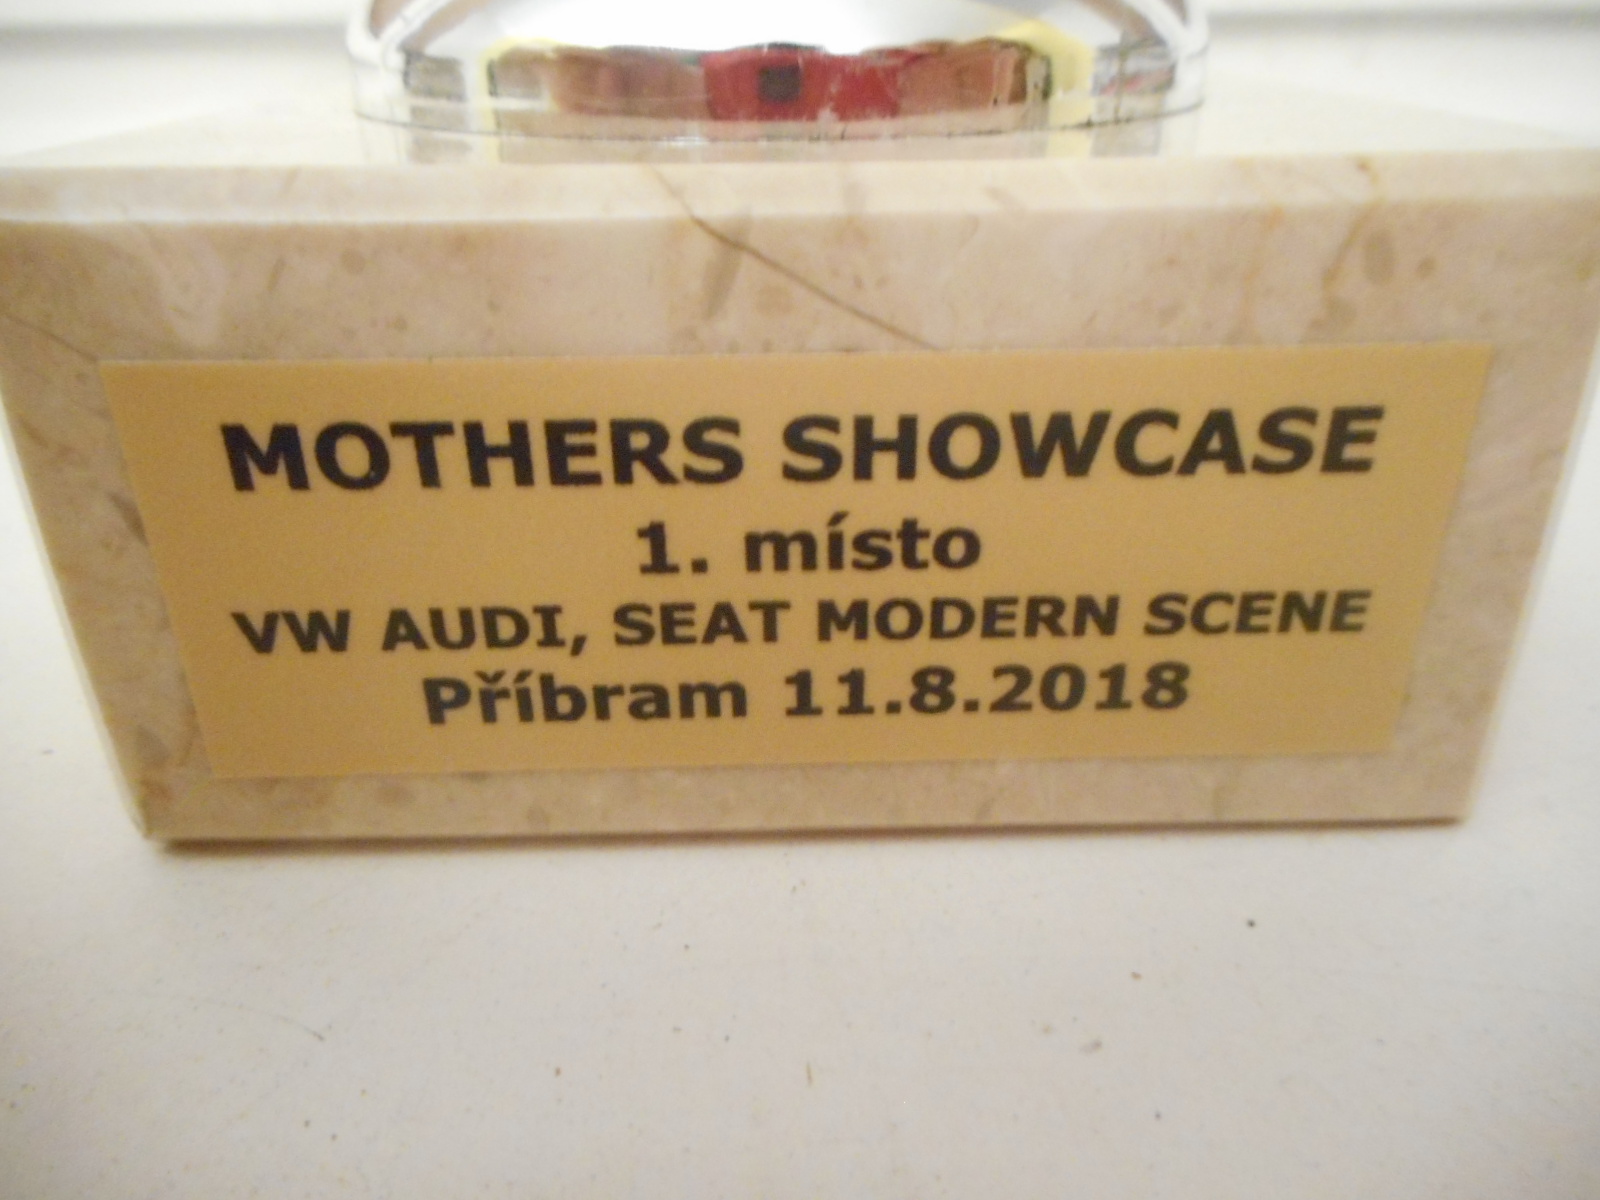 MOTHERS SHOWCASE
1. místo
VW AUDI, SEAT MODERN SCENE
Příbram 11.8.2018